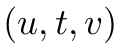 (u, t, v)